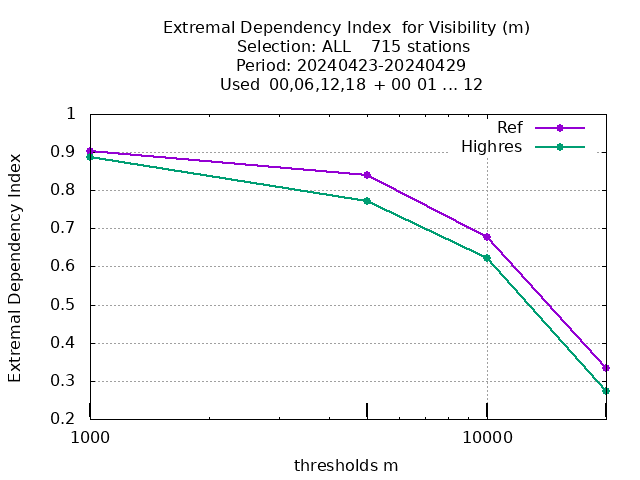 Extremal Dependency Index for Visibility (m)
Selection: ALL 715 stations
Period: 20240423-20240429
Used 00,06,12,18 + 00 01 ... 12
Ref
Highres
1
0.9
0.8
0.7
0.6
0.5
0.4
0.3
0.2
Extremal Dependency Index
1000
10000
thresholds m